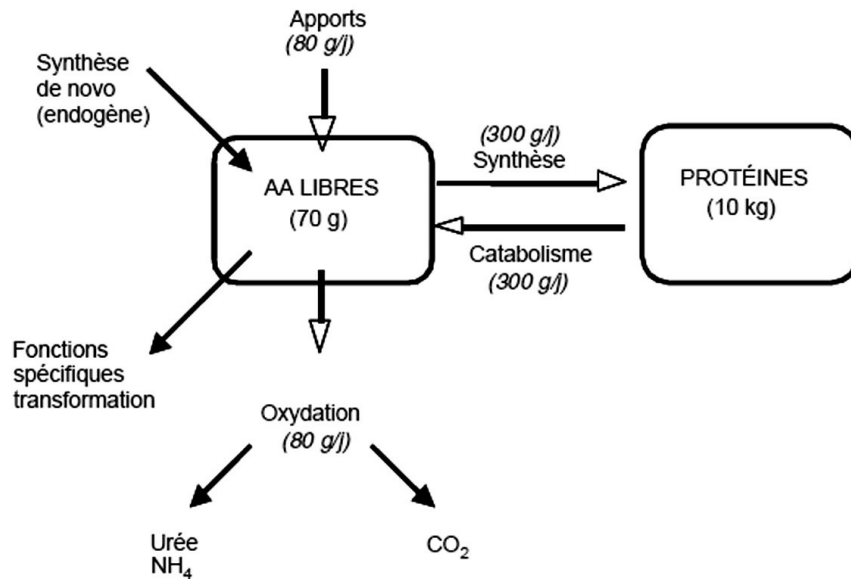 Apports
(80 g/j)
Synthèse
de novo
(endogène)
(300 g/j)
Synthèse
AA LIBRES
(70 g)
PROTÉINES
(10 kg)
Catabolisme
(300 g/j)
Fonctions
spécifiques
transformation
Oxydation
(80 g/j)
Urée
NH₄
CO₂